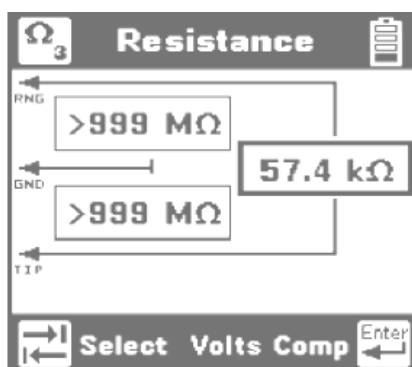 Ω3 Resistance
RNG
>999 MΩ
GND
57.4 kΩ
>999 MΩ
TIP
Select Volts Comp Enter